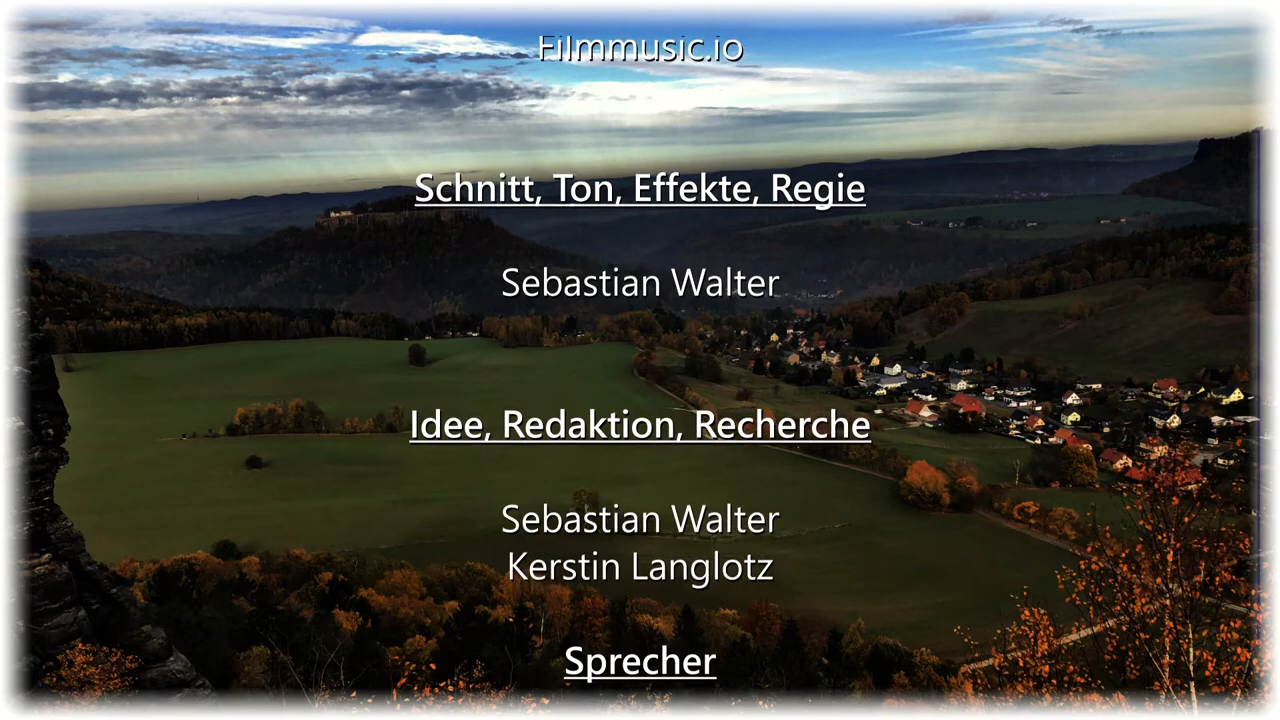 Filmmusic.io
Schnitt, Ton, Effekte, Regie
Sebastian Walter
Idee, Redaktion, Recherche
Sebastian Walter
Kerstin Langlotz
Sprecher